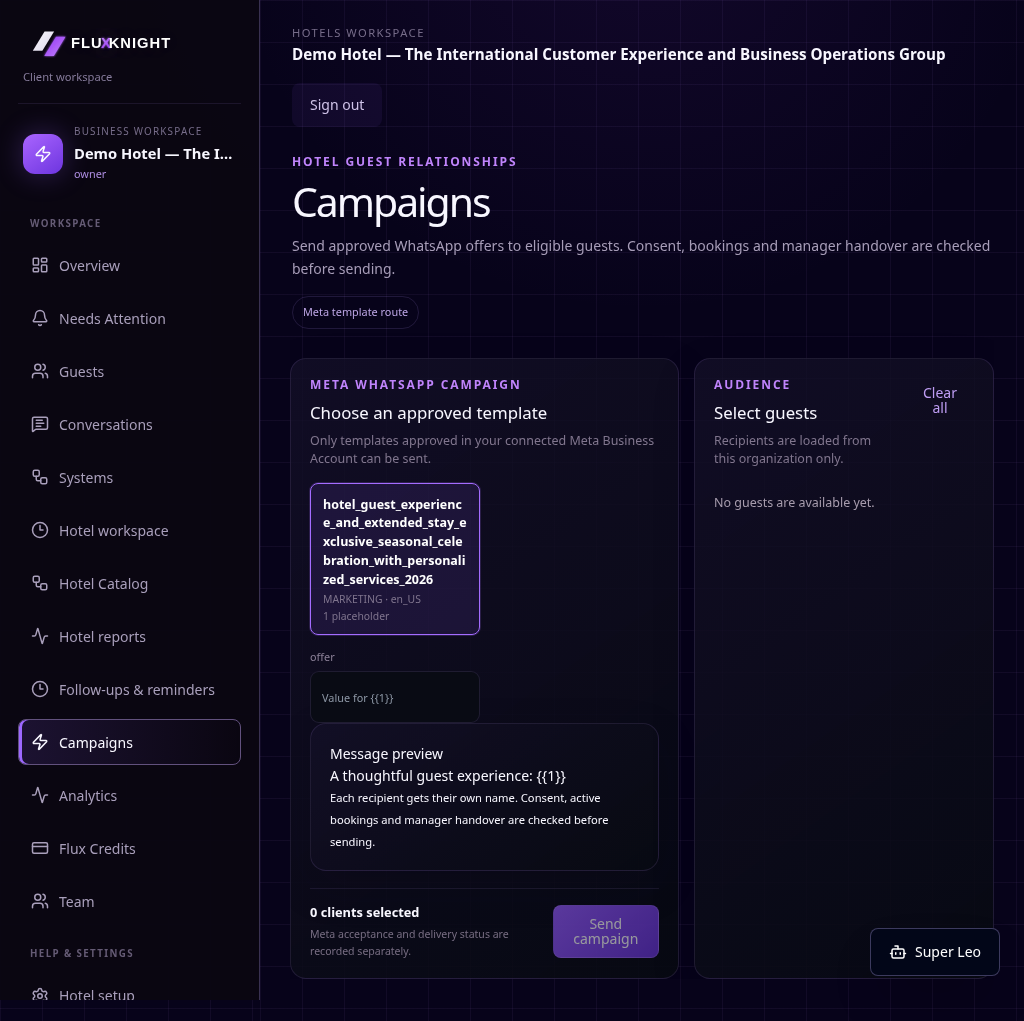 FLUXKNIGHT
Client workspace
BUSINESS WORKSPACE
Demo Hotel — The I...
owner
WORKSPACE
Overview
Needs Attention
Guests
Conversations
Systems
Hotel workspace
Hotel Catalog
Hotel reports
Follow-ups & reminders
Campaigns
Analytics
Flux Credits
Team
HELP & SETTINGS
Hotel setup
HOTELS WORKSPACE
Demo Hotel — The International Customer Experience and Business Operations Group
Sign out
HOTEL GUEST RELATIONSHIPS
Campaigns
Send approved WhatsApp offers to eligible guests. Consent, bookings and manager handover are checked
before sending.
Meta template route
META WHATSAPP CAMPAIGN
Choose an approved template
Only templates approved in your connected Meta Business
Account can be sent.
hotel_guest_experienc
e_and_extended_stay_e
xclusive_seasonal_cele
bration_with_personali
zed_services_2026
MARKETING · en_US
1 placeholder
offer
Value for {{1}}
Message preview
A thoughtful guest experience: {{1}}
Each recipient gets their own name. Consent, active
bookings and manager handover are checked before
sending.
0 clients selected
Meta acceptance and delivery status are
recorded separately.
Send
campaign
AUDIENCE
Select guests
Clear
all
Recipients are loaded from
this organization only.
No guests are available yet.
Super Leo